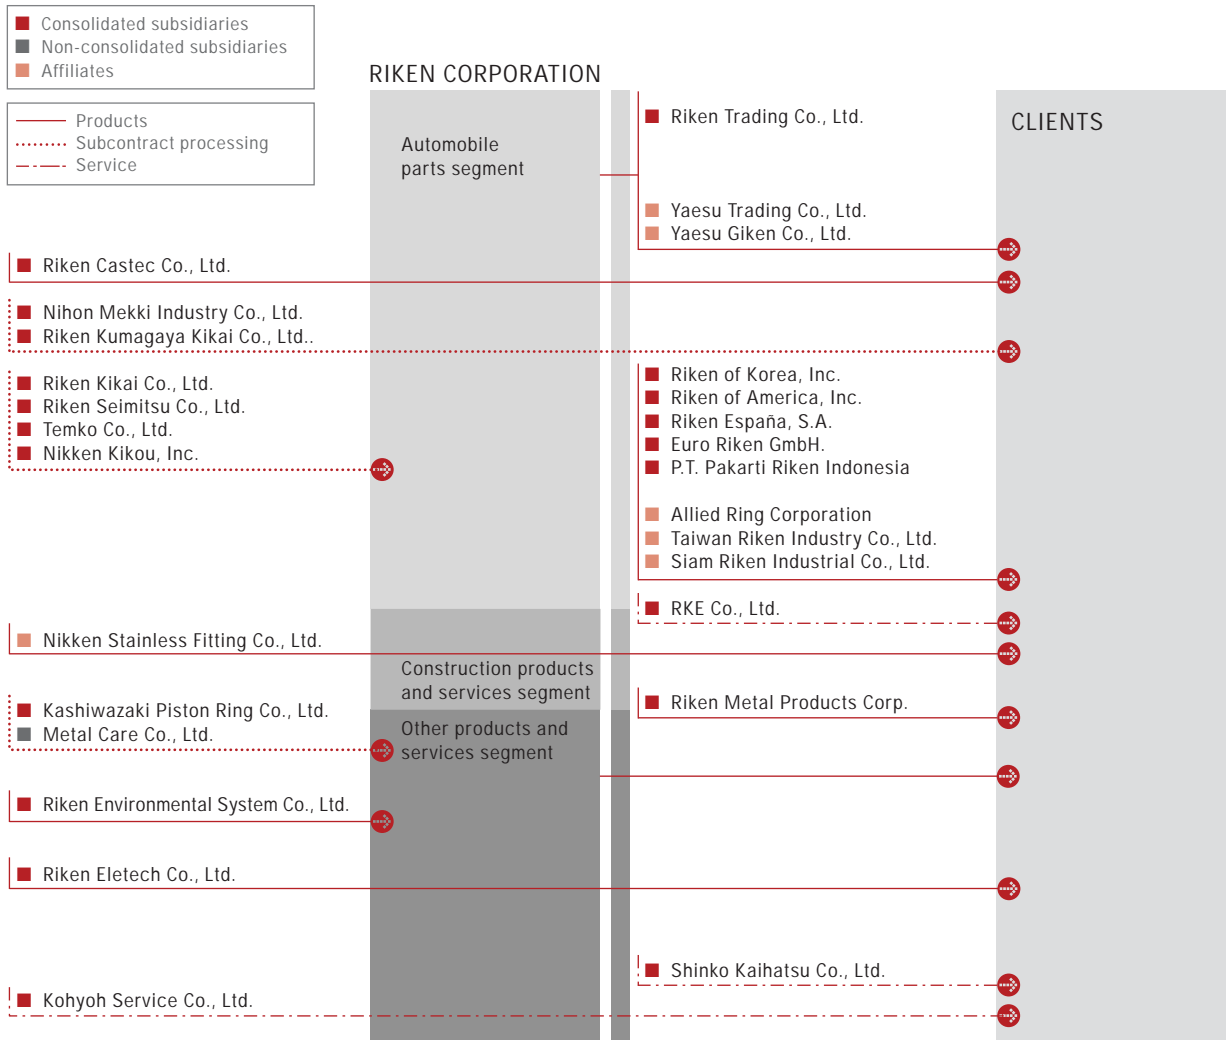 Consolidated subsidiaries
Non-consolidated subsidiaries
Affiliates
Products
Subcontract processing
Service
RIKEN CORPORATION
Automobile
parts segment
Riken Trading Co., Ltd.
Yaesu Trading Co., Ltd.
Yaesu Giken Co., Ltd.
CLIENTS
Riken Castec Co., Ltd.
Nihon Mekki Industry Co., Ltd.
Riken Kumagaya Kikai Co., Ltd..
Riken Kikai Co., Ltd.
Riken Seimitsu Co., Ltd.
Temko Co., Ltd.
Nikken Kikou, Inc.
Riken of Korea, Inc.
Riken of America, Inc.
Riken España, S.A.
Euro Riken GmbH.
P.T. Pakarti Riken Indonesia
Allied Ring Corporation
Taiwan Riken Industry Co., Ltd.
Siam Riken Industrial Co., Ltd.
RKE Co., Ltd.
Nikken Stainless Fitting Co., Ltd.
Construction products
and services segment
Riken Metal Products Corp.
Kashiwazaki Piston Ring Co., Ltd.
Metal Care Co., Ltd.
Other products and
services segment
Riken Environmental System Co., Ltd.
Riken Eletech Co., Ltd.
Shinko Kaihatsu Co., Ltd.
Kohyoh Service Co., Ltd.